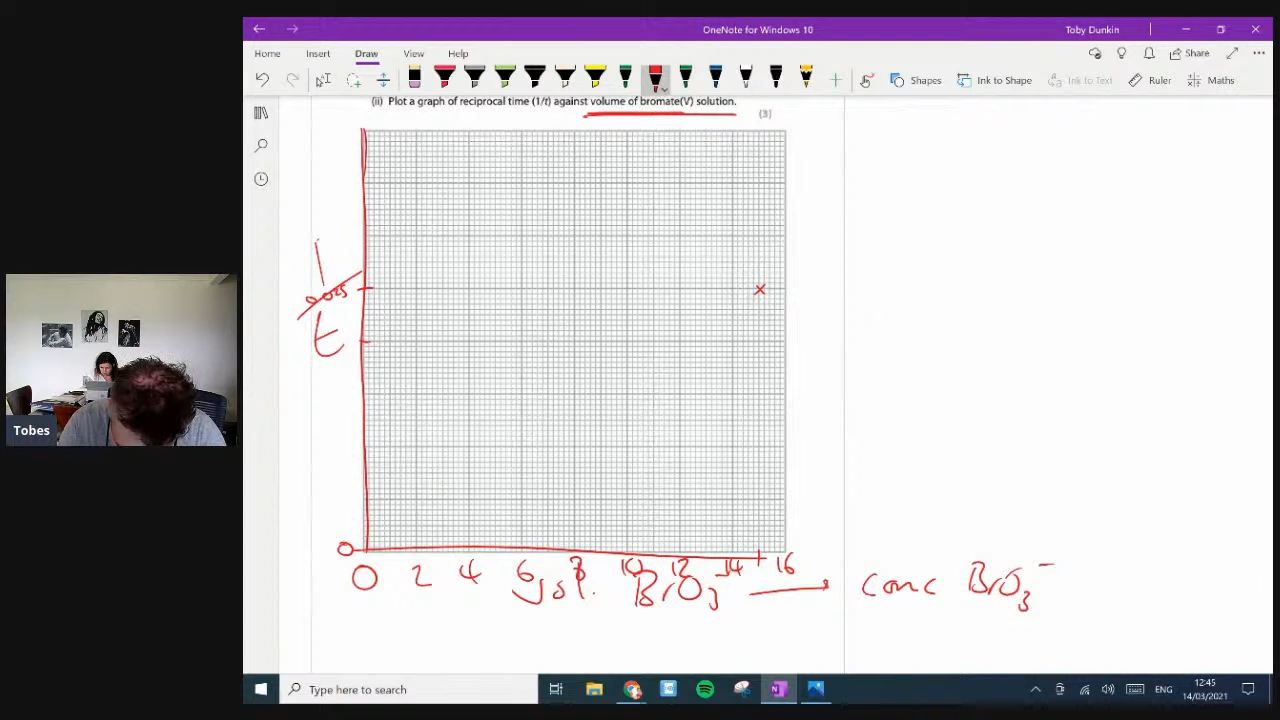 OneNote for Windows 10
Toby Dunkin
Home Insert Draw View Help
Share
Shapes Ink to Shape Ink to Text Ruler Maths
(ii) Plot a graph of reciprocal time (1/t) against volume of bromate(V) solution.
(3)
1
0.025
t
0
0 2 4 6 8 10 12 14 16
vol. BrO3 → conc BrO3⁻
Tobes
Type here to search
ENG
12:45
14/03/2021